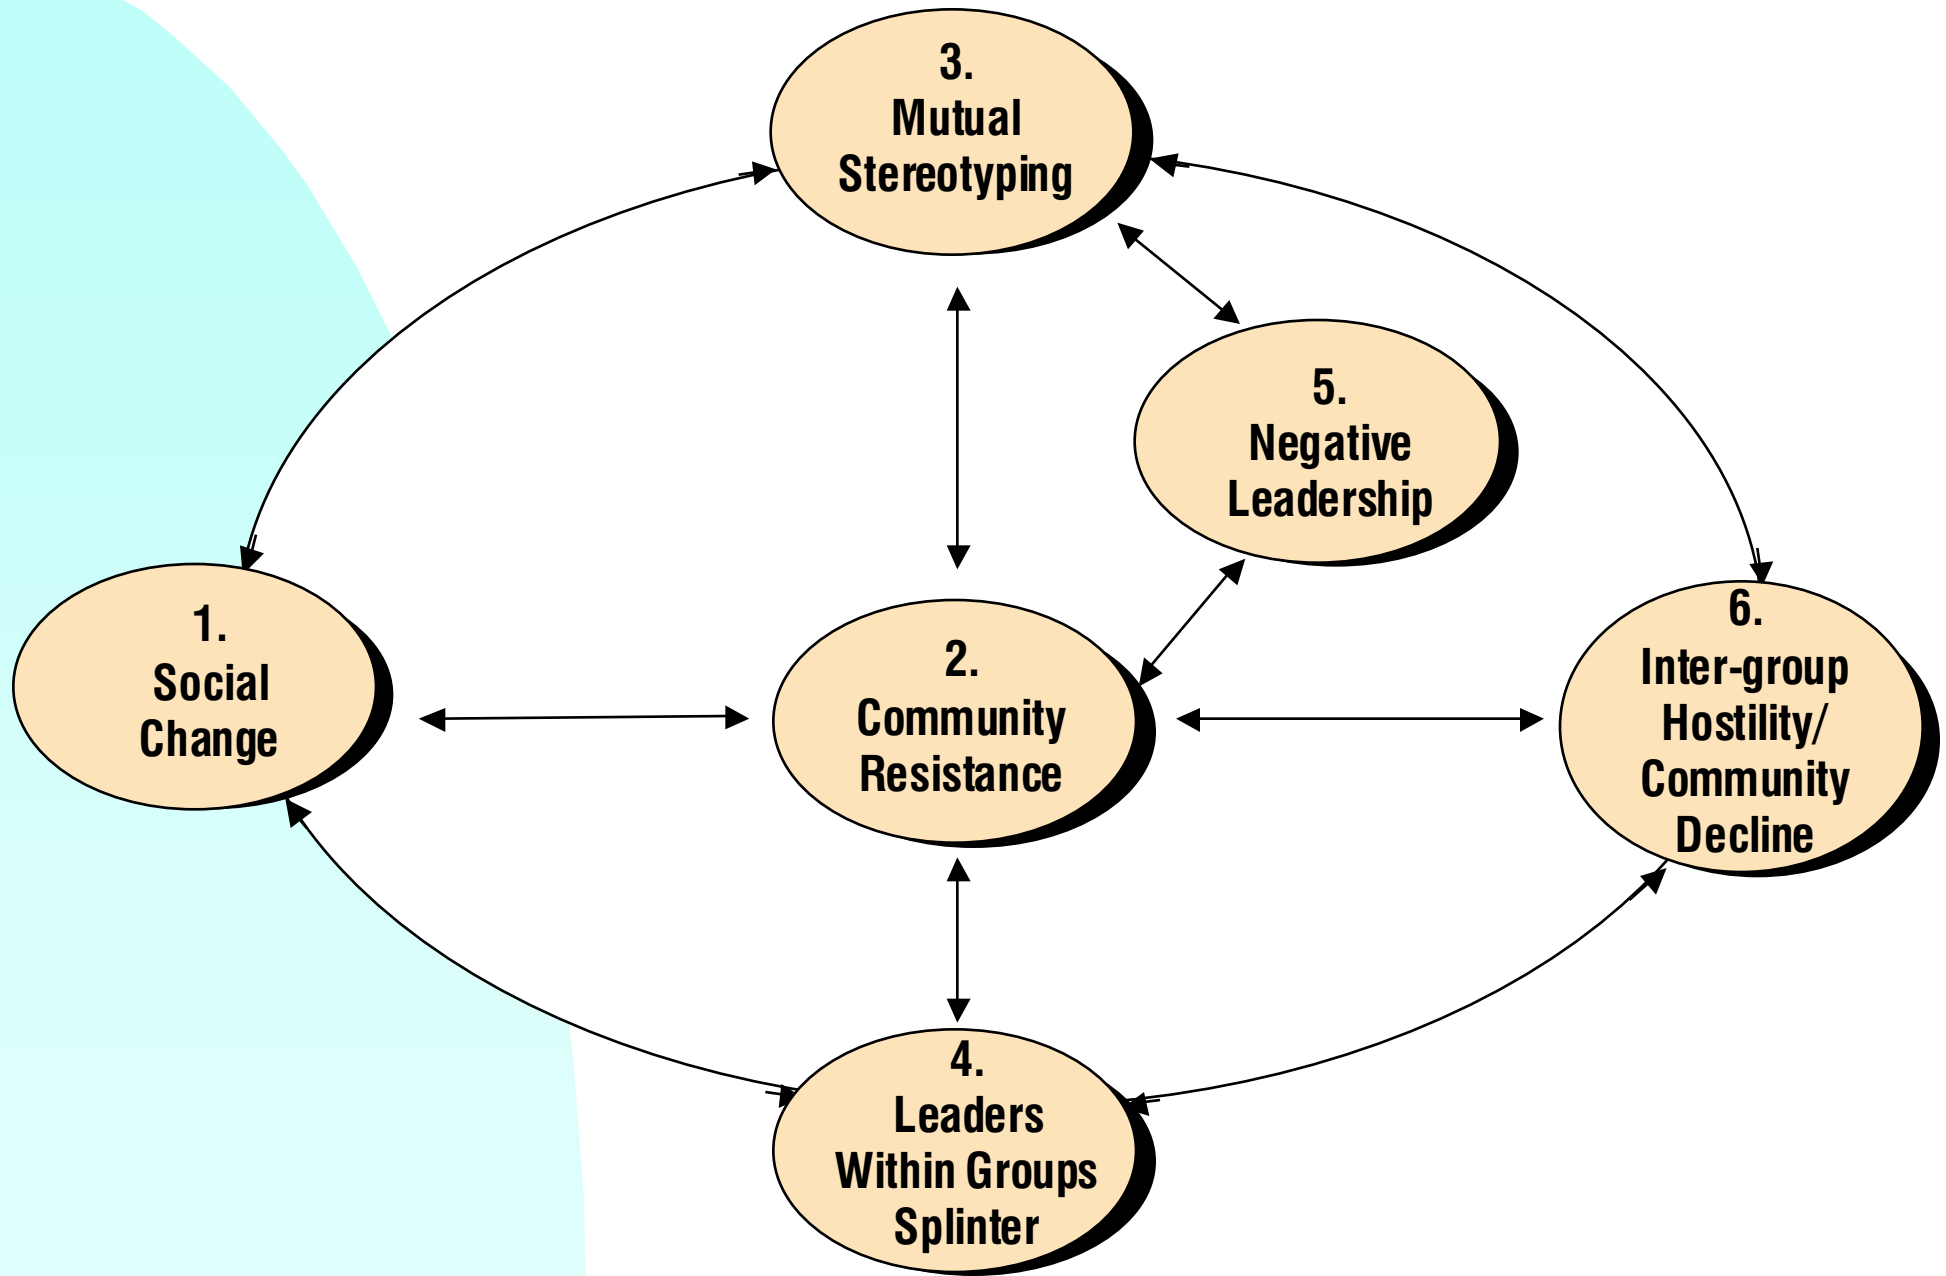 3.
Mutual
Stereotyping
5.
Negative
Leadership
1.
Social
Change
2.
Community
Resistance
6.
Inter-group
Hostility/
Community
Decline
4.
Leaders
Within Groups
Splinter